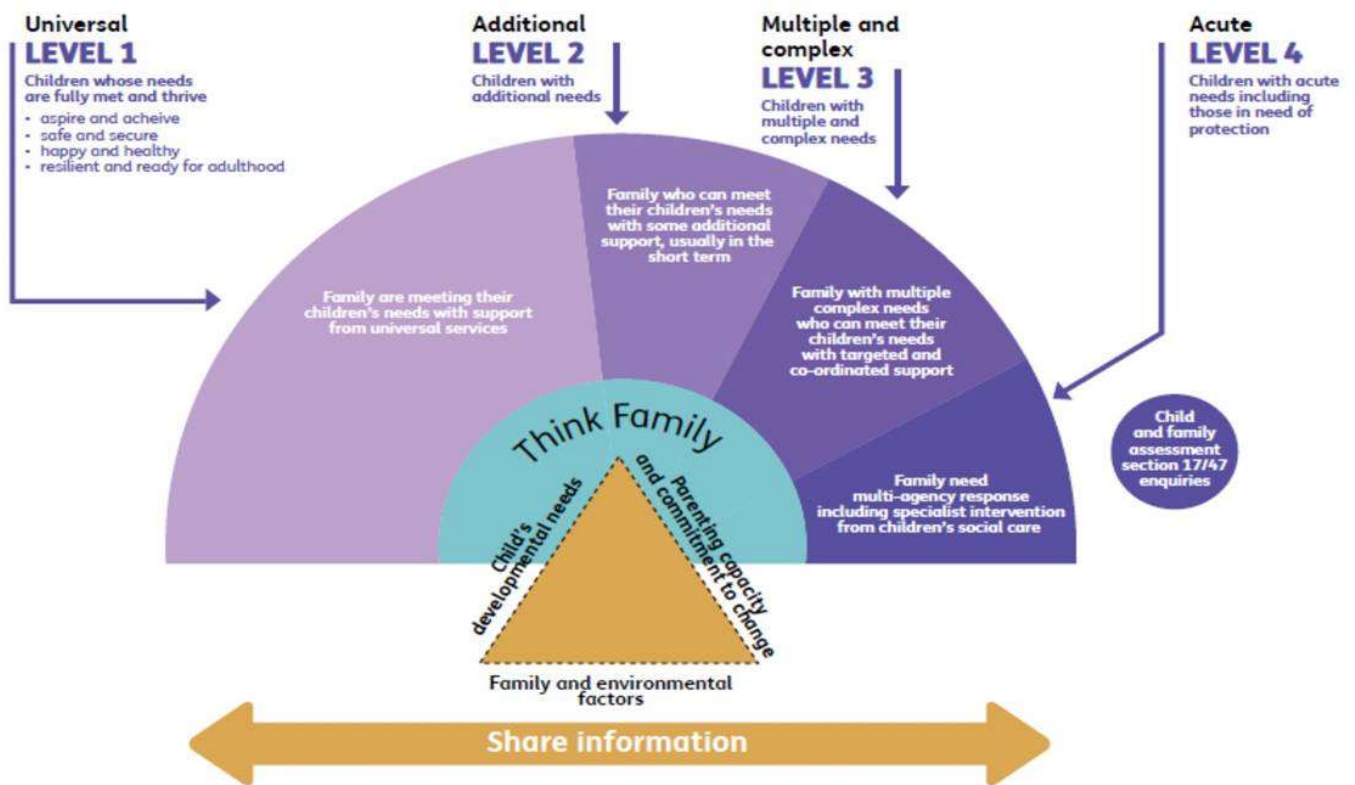 Universal
LEVEL 1
Children whose needs
are fully met and thrive
• aspire and acheive
• safe and secure
• happy and healthy
• resilient and ready for adulthood
Additional
LEVEL 2
Children with
additional needs
Multiple and
complex
LEVEL 3
Children with
multiple and
complex needs
Acute
LEVEL 4
Children with acute
needs including
those in need of
protection
Family are meeting their
children's needs with support
from universal services
Family who can meet
their children's needs
with some additional
support, usually in the
short term
Family with multiple
complex needs
who can meet their
children's needs
with targeted and
co-ordinated support
Family need
multi-agency response
including specialist intervention
from children's social care
Child
and family
assessment
section 17/47
enquiries
Think Family
Child's
developmental needs
Parenting capacity
and commitment to change
Family and environmental
factors
Share information